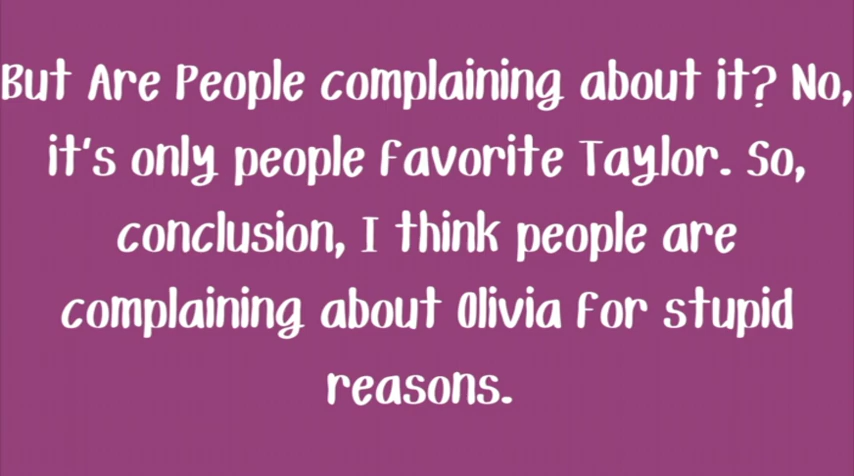 But Are People complaining about it? No,
it's only people favorite Taylor. So,
conclusion, I think people are
complaining about Olivia for stupid
reasons.